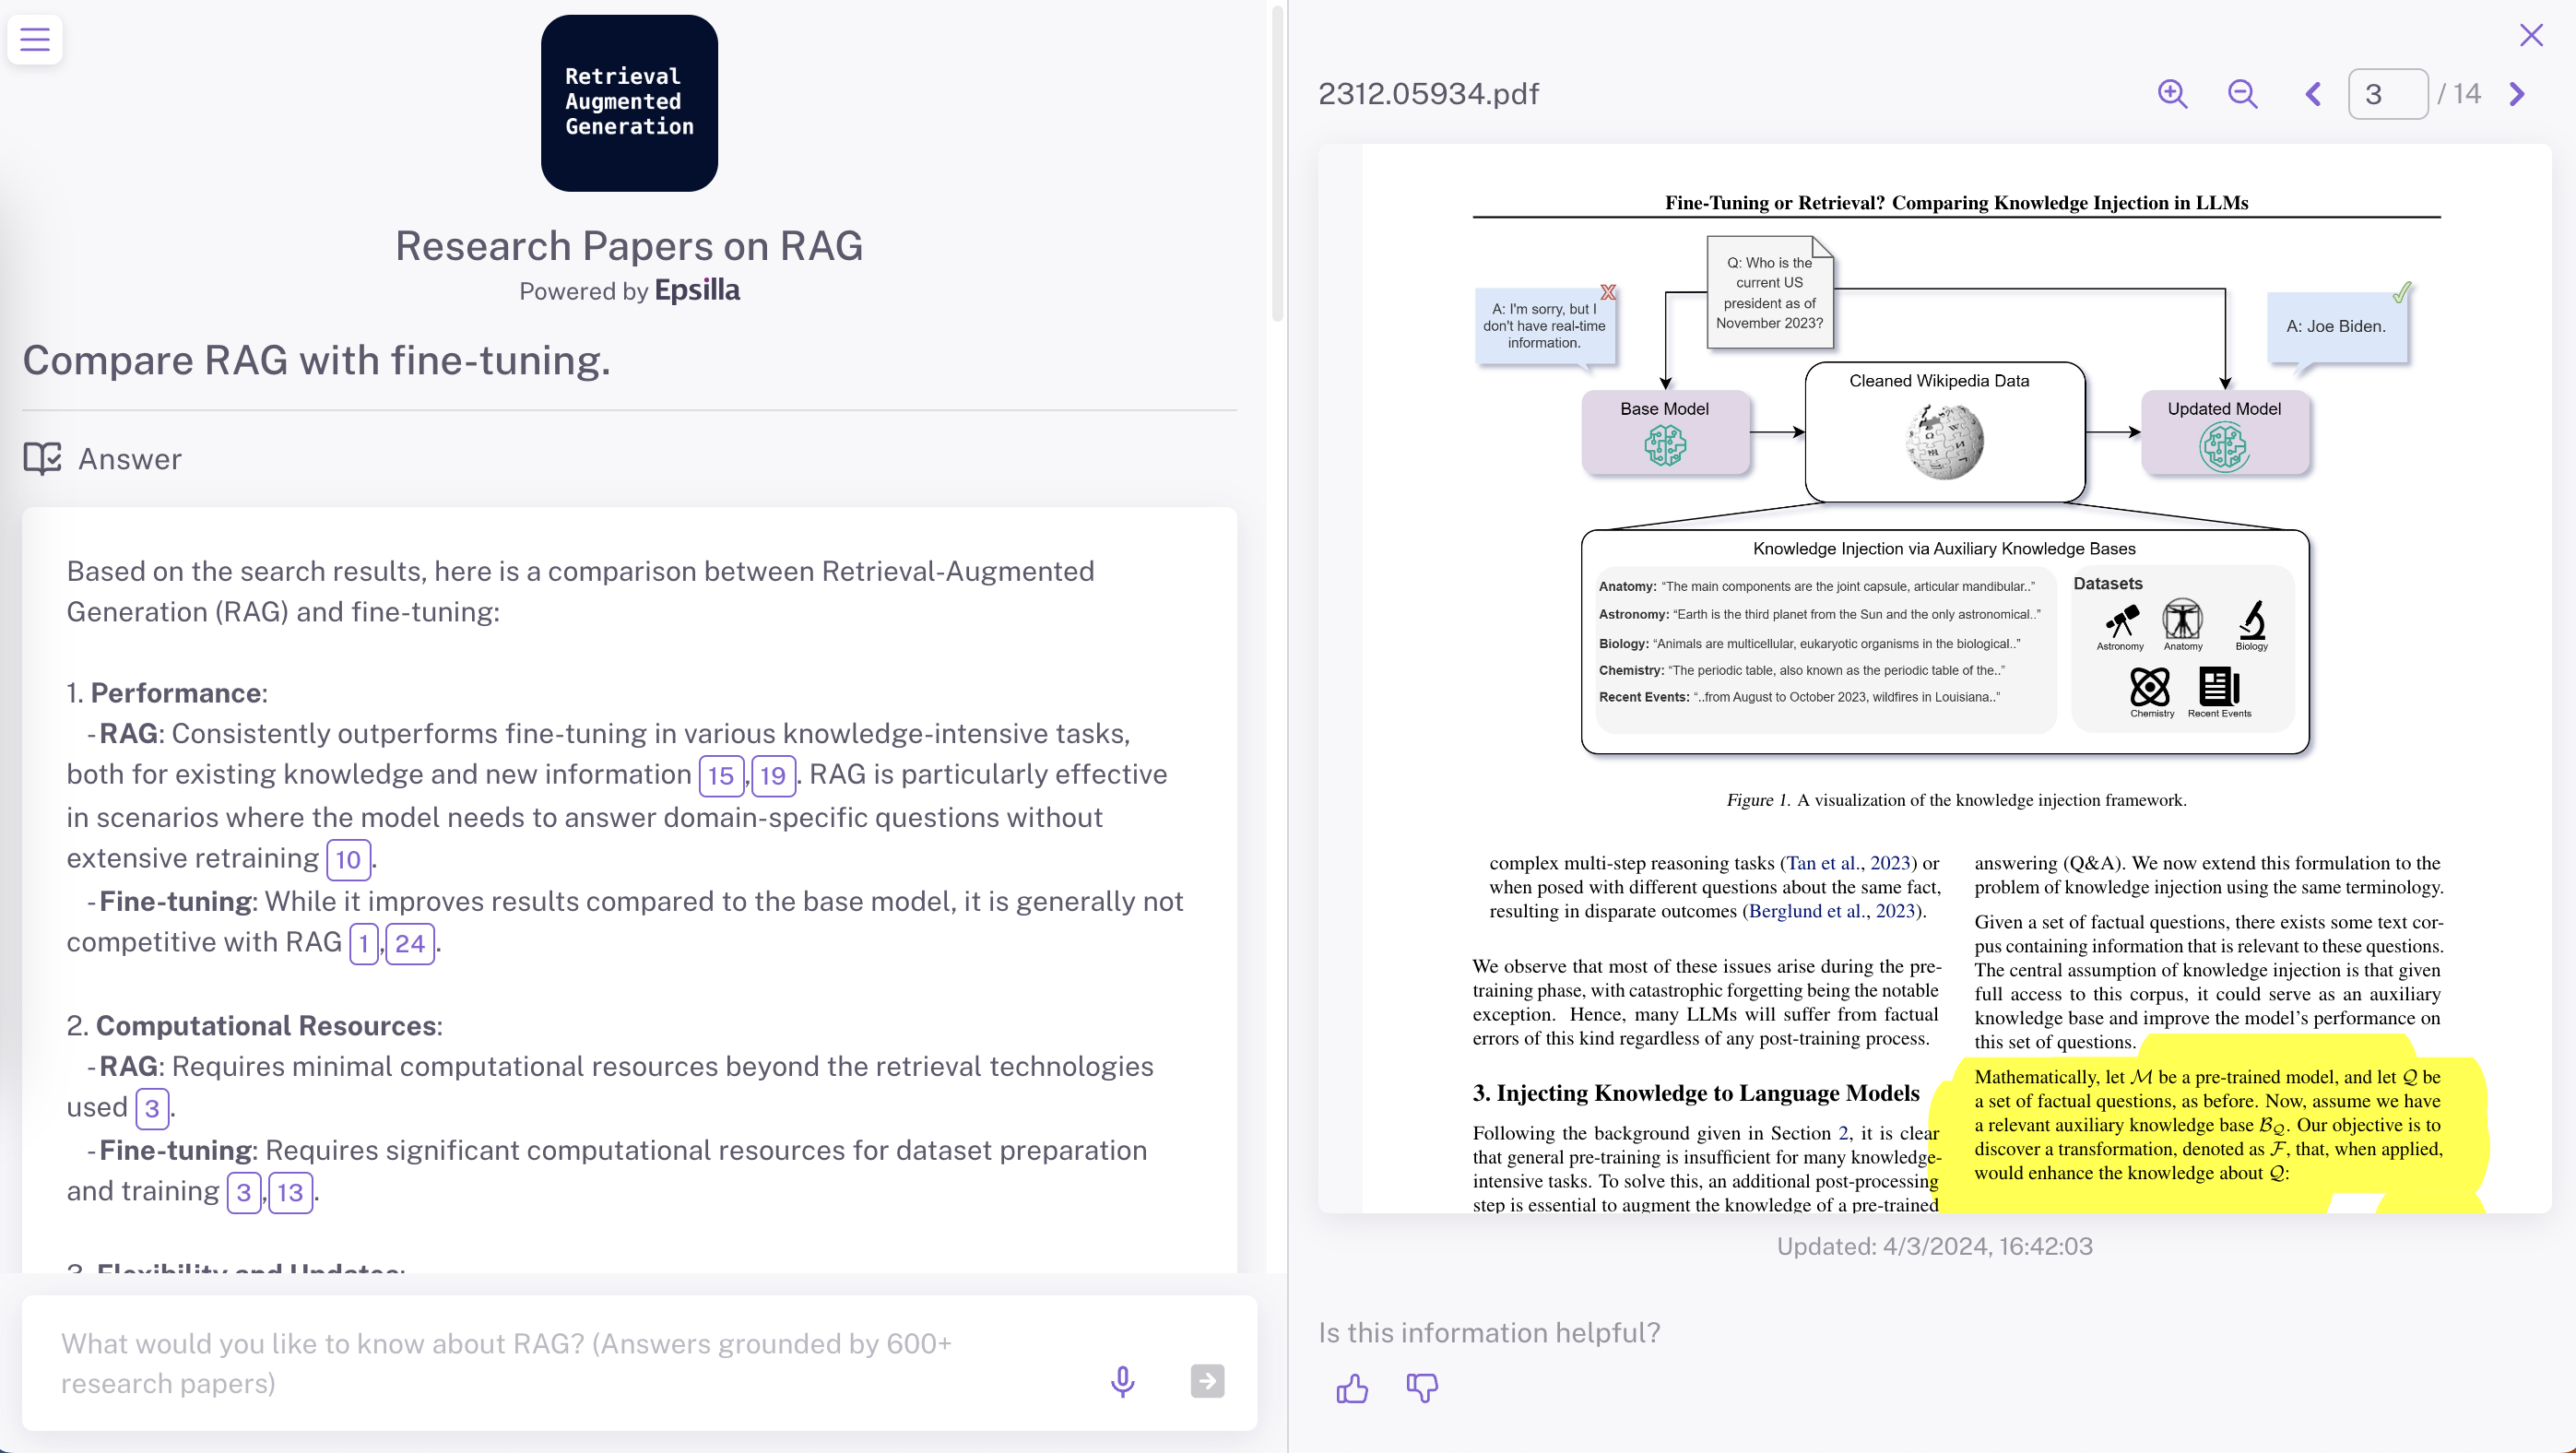 Retrieval
Augmented
Generation
Research Papers on RAG
Powered by Epsilla
Compare RAG with fine-tuning.
Answer
Based on the search results, here is a comparison between Retrieval-Augmented
Generation (RAG) and fine-tuning:
1. Performance:
- RAG: Consistently outperforms fine-tuning in various knowledge-intensive tasks,
both for existing knowledge and new information 15,19. RAG is particularly effective
in scenarios where the model needs to answer domain-specific questions without
extensive retraining 10.
- Fine-tuning: While it improves results compared to the base model, it is generally not
competitive with RAG 1,24.
2. Computational Resources:
- RAG: Requires minimal computational resources beyond the retrieval technologies
used 3.
- Fine-tuning: Requires significant computational resources for dataset preparation
and training 3,13.
3. Flexibility and Updates:
What would you like to know about RAG? (Answers grounded by 600+
research papers)
2312.05934.pdf
3 / 14
Fine-Tuning or Retrieval? Comparing Knowledge Injection in LLMs
Q: Who is the
current US
president as of
November 2023?
A: I'm sorry, but I
don't have real-time
information.
X
A: Joe Biden.
Base Model
Cleaned Wikipedia Data
Updated Model
Knowledge Injection via Auxiliary Knowledge Bases
Anatomy: “The main components are the joint capsule, articular mandibular..”
Astronomy: “Earth is the third planet from the Sun and the only astronomical..”
Biology: “Animals are multicellular, eukaryotic organisms in the biological..”
Chemistry: “The periodic table, also known as the periodic table of the..”
Recent Events: “..from August to October 2023, wildfires in Louisiana..”
Datasets
Astronomy
Anatomy
Biology
Chemistry
Recent Events
Figure 1. A visualization of the knowledge injection framework.
complex multi-step reasoning tasks (Tan et al., 2023) or
when posed with different questions about the same fact,
resulting in disparate outcomes (Berglund et al., 2023).
We observe that most of these issues arise during the pre-
training phase, with catastrophic forgetting being the notable
exception. Hence, many LLMs will suffer from factual
errors of this kind regardless of any post-training process.
3. Injecting Knowledge to Language Models
Following the background given in Section 2, it is clear
that general pre-training is insufficient for many knowledge-
intensive tasks. To solve this, an additional post-processing
step is essential to augment the knowledge of a pre-trained
answering (Q&A). We now extend this formulation to the
problem of knowledge injection using the same terminology.
Given a set of factual questions, there exists some text cor-
pus containing information that is relevant to these questions.
The central assumption of knowledge injection is that given
full access to this corpus, it could serve as an auxiliary
knowledge base and improve the model’s performance on
this set of questions.
Mathematically, let ℳ be a pre-trained model, and let 𝒬 be
a set of factual questions, as before. Now, assume we have
a relevant auxiliary knowledge base ℬ𝒬. Our objective is to
discover a transformation, denoted as ℱ, that, when applied,
would enhance the knowledge about 𝒬:
Updated: 4/3/2024, 16:42:03
Is this information helpful?